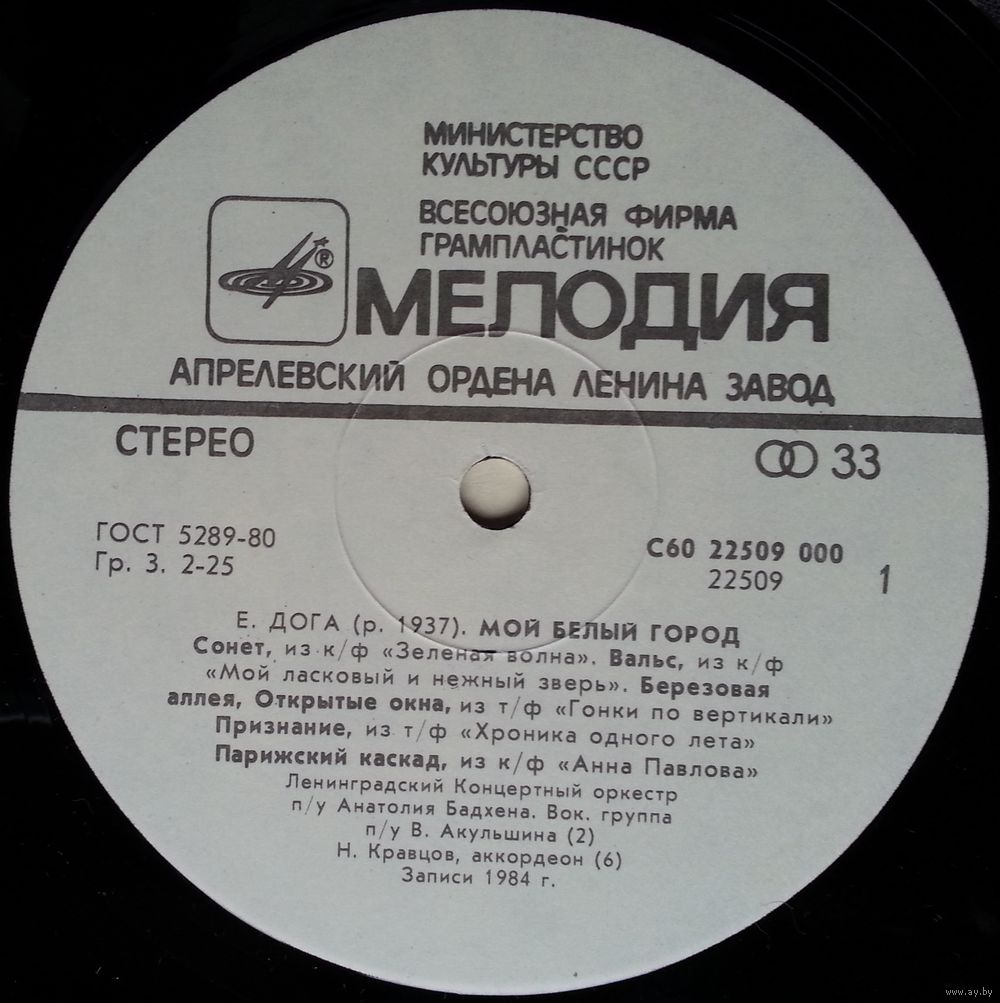 МИНИСТЕРСТВО
КУЛЬТУРЫ СССР
ВСЕСОЮЗНАЯ ФИРМА
ГРАМПЛАСТИНОК
®
МЕЛОДИЯ
АПРЕЛЕВСКИЙ ОРДЕНА ЛЕНИНА ЗАВОД
СТЕРЕО
33
ГОСТ 5289-80
Гр. 3. 2-25
С60 22509 000
22509
1
Е. ДОГА (р. 1937). МОЙ БЕЛЫЙ ГОРОД
Сонет, из к/ф «Зеленая волна». Вальс, из к/ф
«Мой ласковый и нежный зверь». Березовая
аллея, Открытые окна, из т/ф «Гонки по вертикали»
Признание, из т/ф «Хроника одного лета»
Парижский каскад, из к/ф «Анна Павлова»
Ленинградский Концертный оркестр
п/у Анатолия Бадхена. Вок. группа
п/у В. Акульшина (2)
Н. Кравцов, аккордеон (6)
Записи 1984 г.
www.ay.by